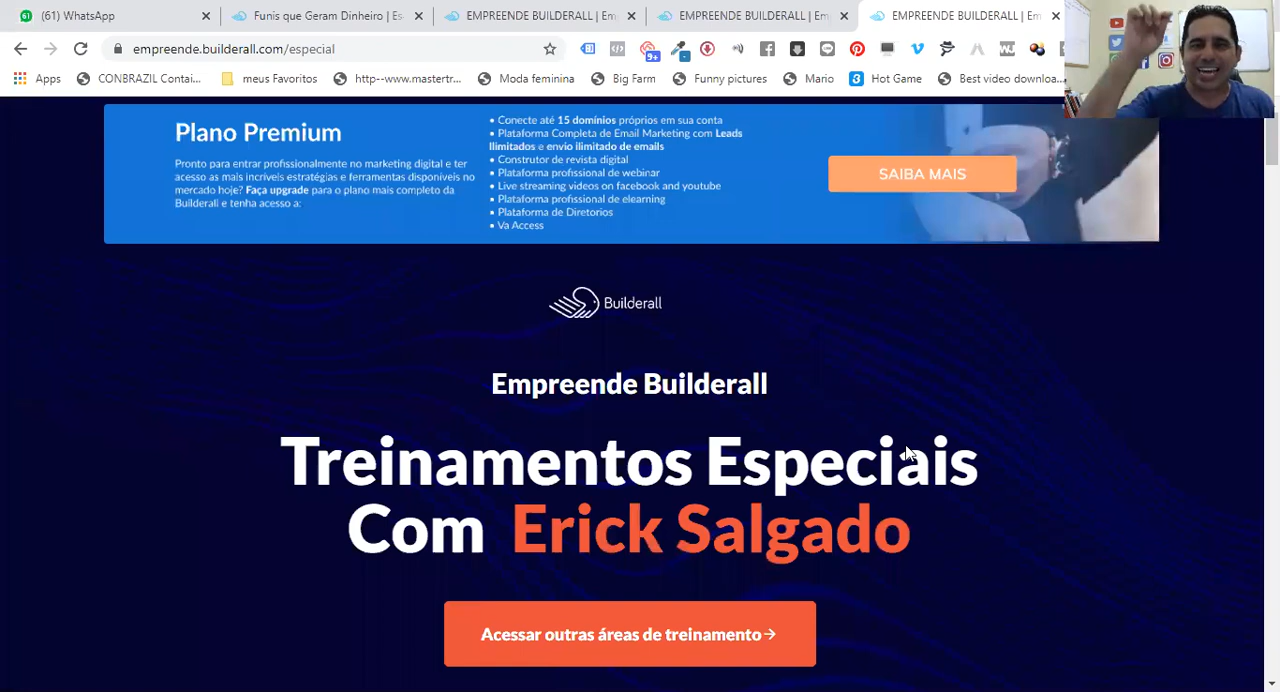 (61) WhatsApp
Funis que Geram Dinheiro | Es
EMPREENDE BUILDERALL | Em
EMPREENDE BUILDERALL | Em
EMPREENDE BUILDERALL | Em
empreende.builderall.com/especial
9+
Apps
CONBRAZIL Contai...
meus Favoritos
http--www.mastertr...
Moda feminina
Big Farm
Funny pictures
Mario
Hot Game
Best video downloa...
Plano Premium
Pronto para entrar profissionalmente no marketing digital e ter
acesso as mais incríveis estratégias e ferramentas disponíveis no
mercado hoje? Faça upgrade para o plano mais completo da
Builderall e tenha acesso a:
• Conecte até 15 domínios próprios em sua conta
• Plataforma Completa de Email Marketing com Leads
Ilimitados e envio ilimitado de emails
• Construtor de revista digital
• Plataforma profissional de webinar
• Live streaming videos on facebook and youtube
• Plataforma profissional de elearning
• Plataforma de Diretorios
• Va Access
SAIBA MAIS
Builderall
Empreende Builderall
Treinamentos Especiais
Com Erick Salgado
Acessar outras áreas de treinamento→